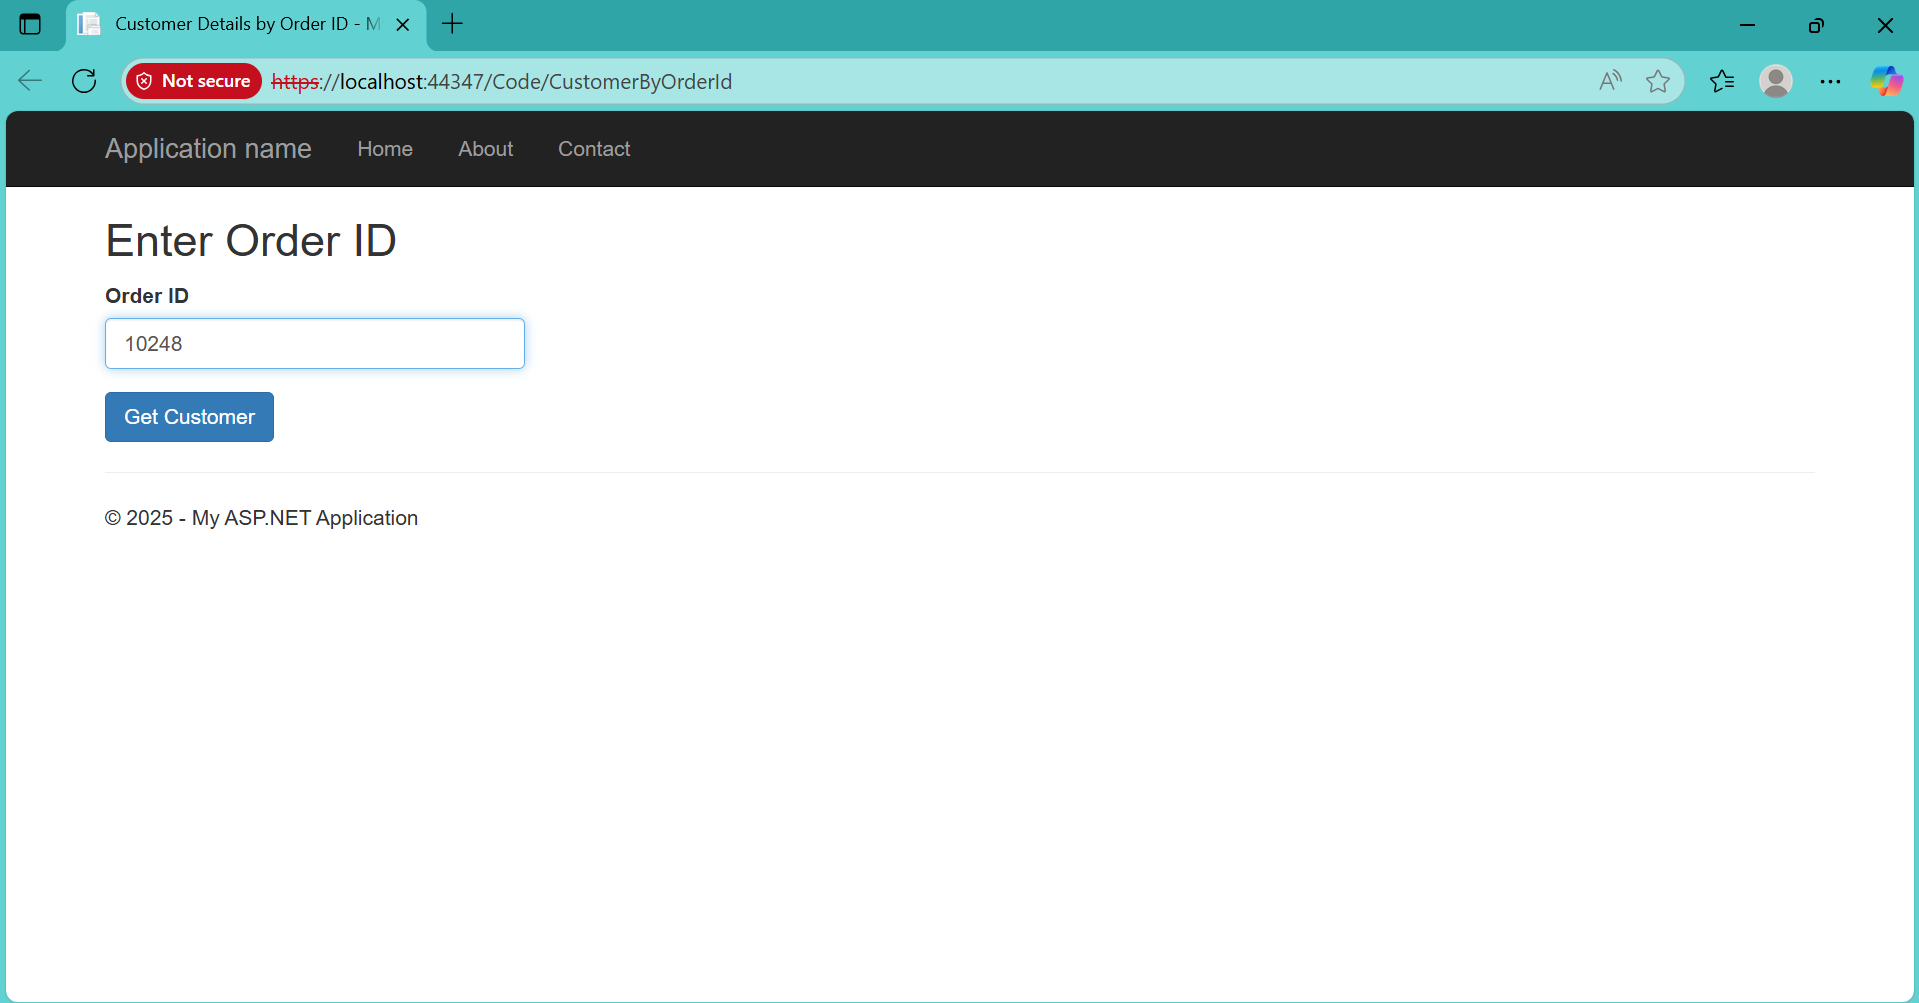 Customer Details by Order ID - M
Not secure https://localhost:44347/Code/CustomerByOrderId
Application name Home About Contact
Enter Order ID
Order ID
10248
Get Customer
© 2025 - My ASP.NET Application